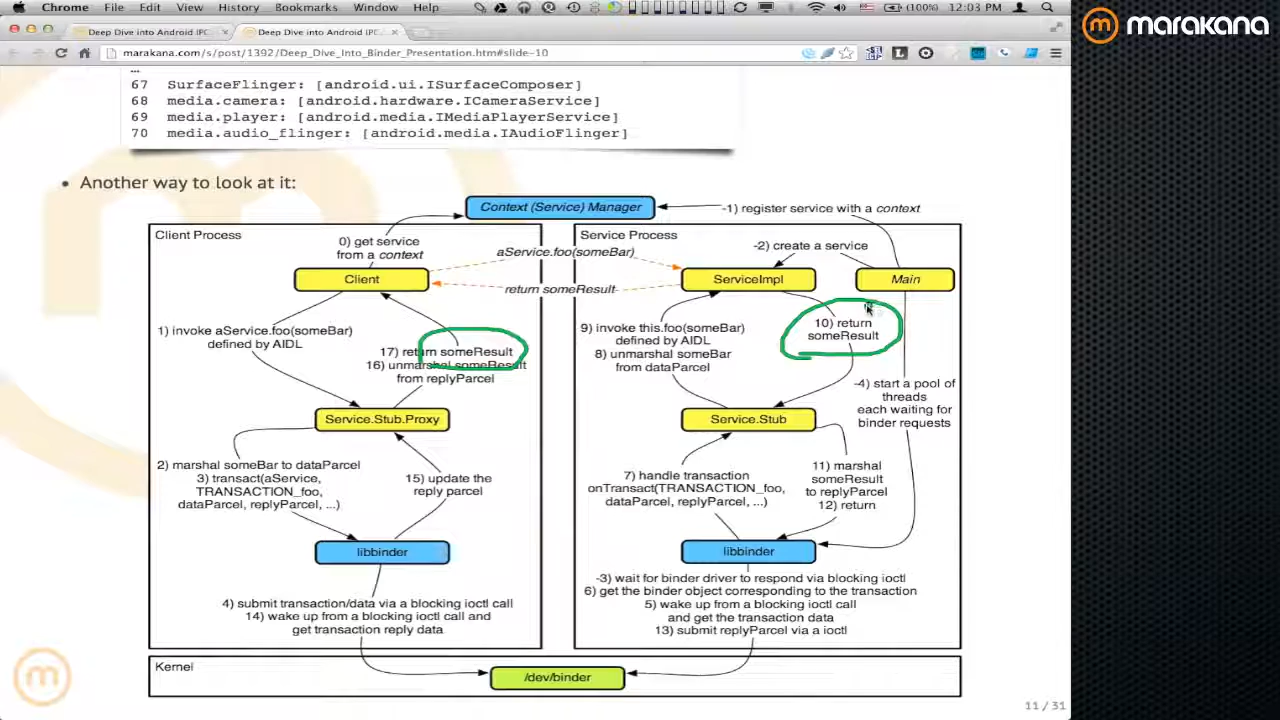 Chrome File Edit View History Bookmarks Window Help (100%) 12:03 PM
Deep Dive into Android IPC Deep Dive into Android IPC
marakana.com/s/post/1392/Deep_Dive_Into_Binder_Presentation.htm#slide-10
marakana
67 SurfaceFlinger: [android.ui.ISurfaceComposer]
68 media.camera: [android.hardware.ICameraService]
69 media.player: [android.media.IMediaPlayerService]
70 media.audio_flinger: [android.media.IAudioFlinger]
• Another way to look at it:
Context (Service) Manager
-1) register service with a context
Client Process
0) get service
from a context
aService.foo(someBar)
Service Process
-2) create a service
Client
return someResult
ServiceImpl
Main
1) invoke aService.foo(someBar)
defined by AIDL
17) return someResult
16) unmarshal someResult
from replyParcel
9) invoke this.foo(someBar)
8) unmarshal someBar
from dataParcel
10) return
someResult
-4) start a pool of
threads
each waiting for
binder requests
Service.Stub.Proxy
Service.Stub
2) marshal someBar to dataParcel
3) transact(aService,
TRANSACTION_foo,
dataParcel, replyParcel, ...)
15) update the
reply parcel
7) handle transaction
onTransact(TRANSACTION_foo,
dataParcel, replyParcel, ...)
11) marshal
someResult
to replyParcel
12) return
libbinder
libbinder
4) submit transaction/data via a blocking ioctl call
14) wake up from a blocking ioctl call and
get transaction reply data
-3) wait for binder driver to respond via blocking ioctl
6) get the binder object corresponding to the transaction
5) wake up from a blocking ioctl call
and get the transaction data
13) submit replyParcel via a ioctl
Kernel
/dev/binder
11 / 31